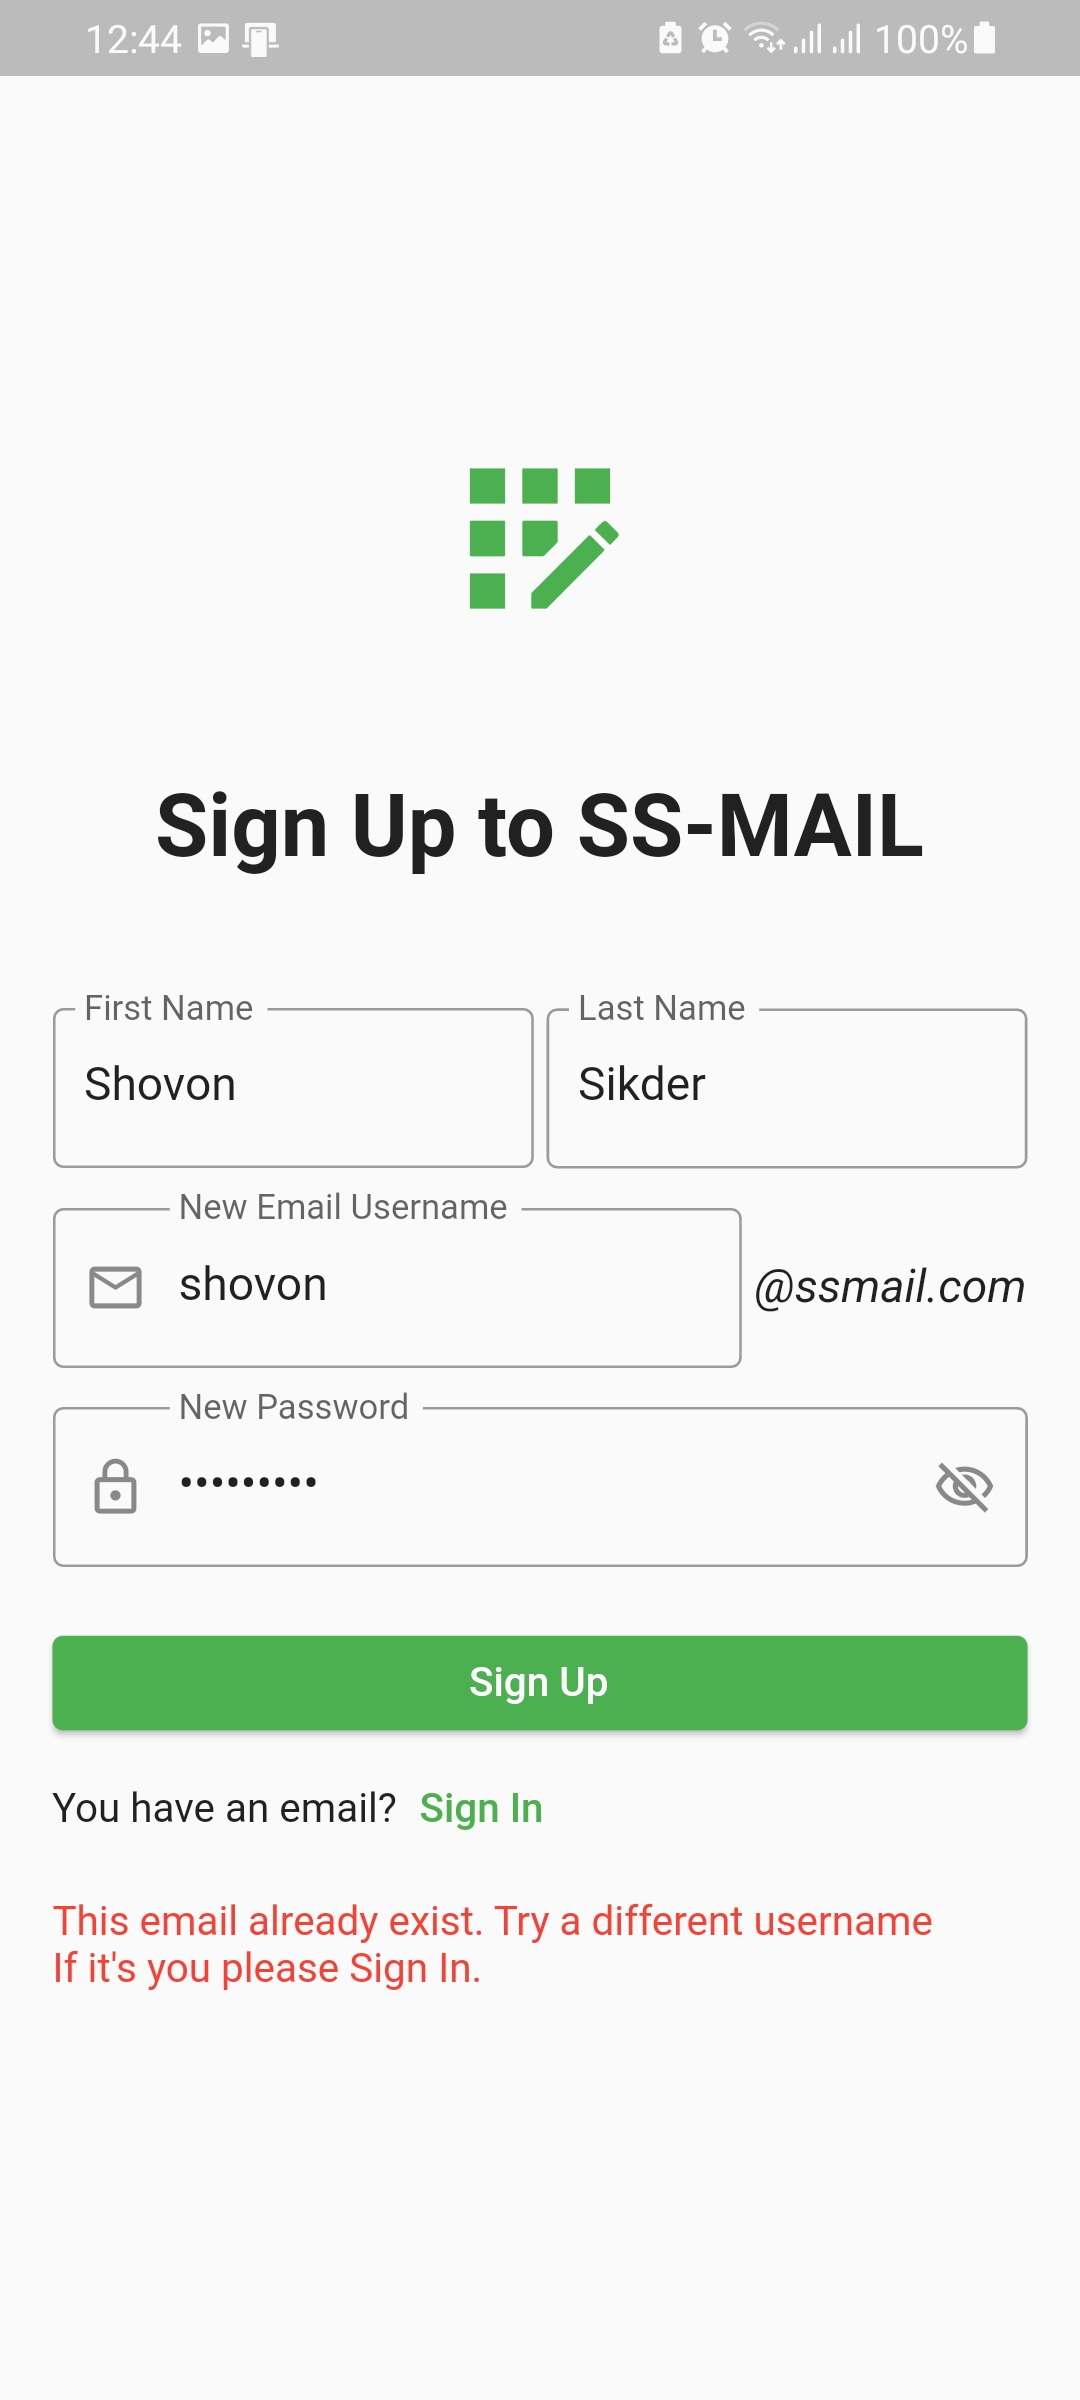 12:44 100%
Sign Up to SS-MAIL
First Name Last Name
Shovon Sikder
New Email Username
shovon @ssmail.com
New Password
•••••••••
Sign Up
You have an email? Sign In
This email already exist. Try a different username
If it's you please Sign In.